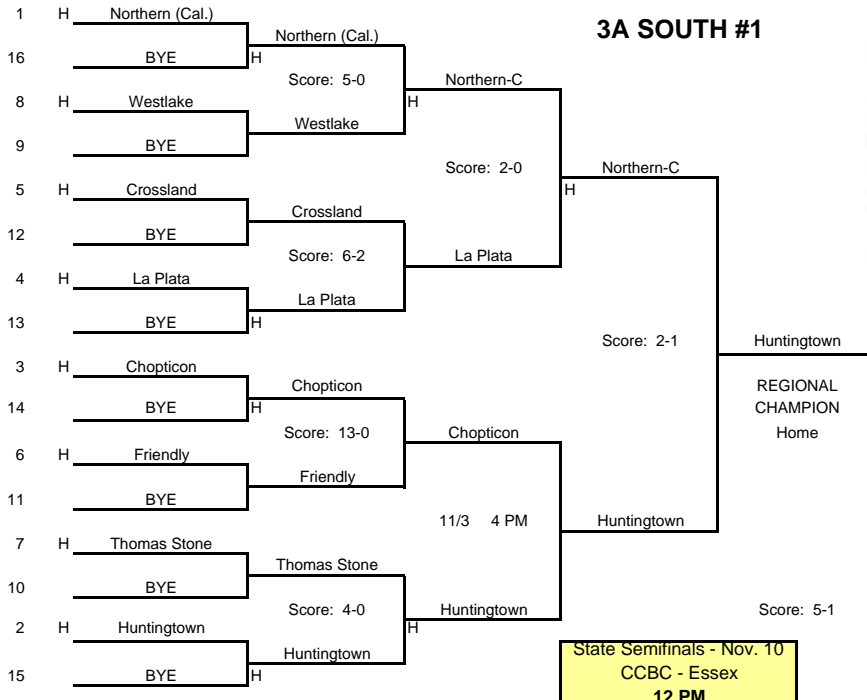 3A SOUTH #1
1 H Northern (Cal.)
Northern (Cal.)
16 BYE H
Score: 5-0
Northern-C
8 H Westlake
H
Westlake
9 BYE
Score: 2-0
Northern-C
5 H Crossland
H
Crossland
12 BYE
Score: 6-2
La Plata
4 H La Plata
La Plata
13 BYE H
Score: 2-1
Huntingtown
3 H Chopticon
REGIONAL
CHAMPION
Home
Chopticon
14 BYE H
Score: 13-0
Chopticon
6 H Friendly
Friendly
11 BYE
11/3 4 PM
Huntingtown
7 H Thomas Stone
Thomas Stone
10 BYE
Score: 4-0
Huntingtown
Score: 5-1
2 H Huntingtown
H
Huntingtown
15 BYE H
State Semifinals - Nov. 10
CCBC - Essex
12 PM